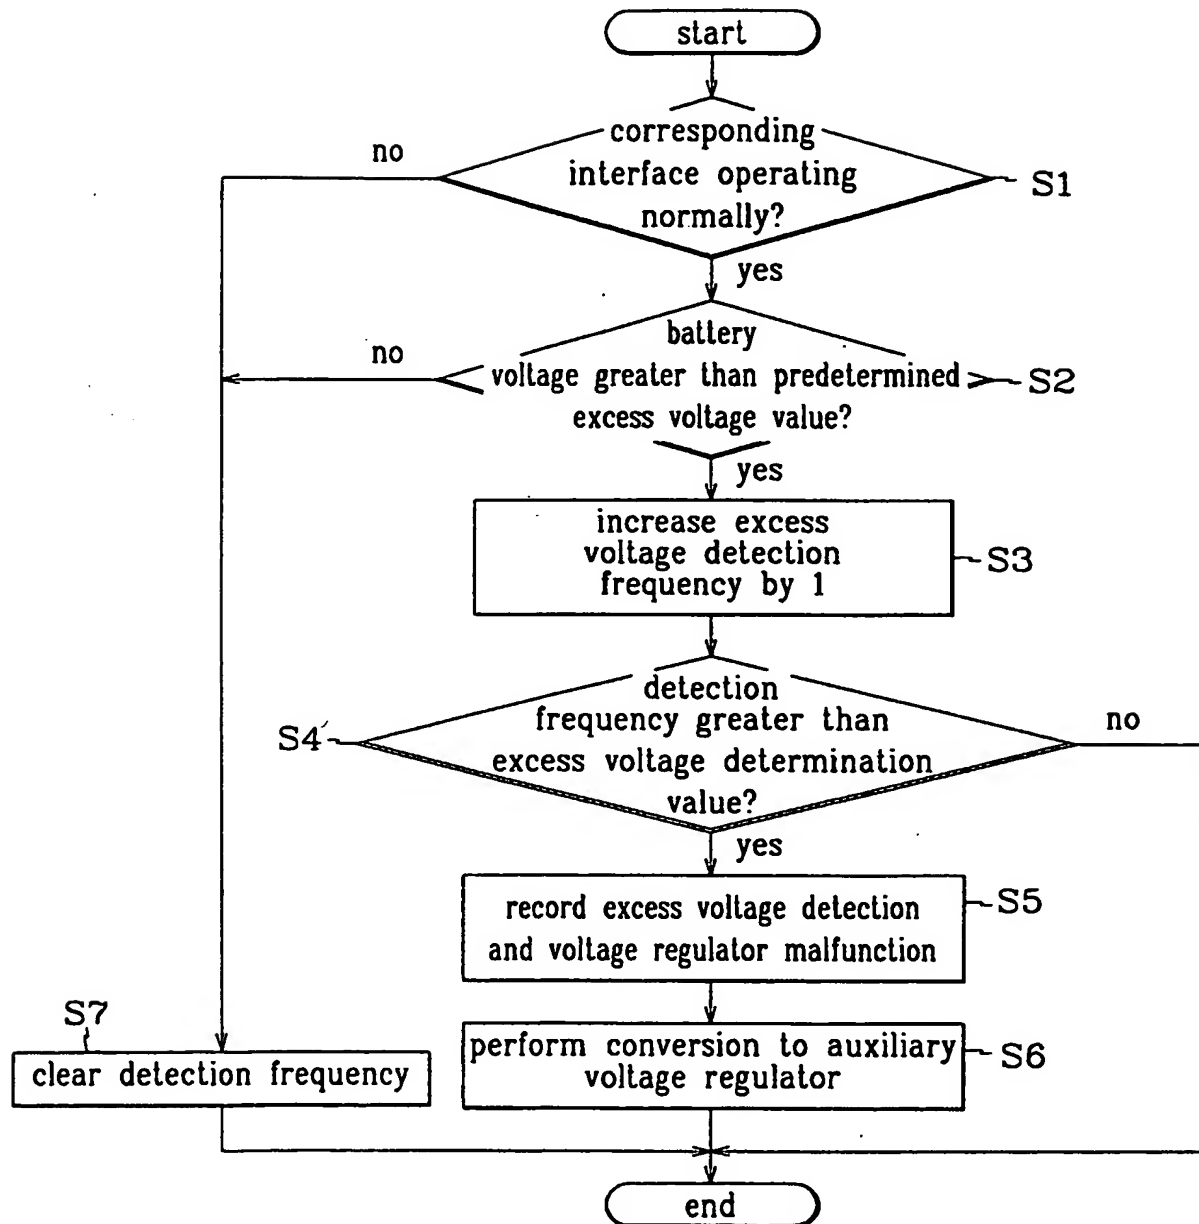 start
corresponding
interface operating
normally?
no
S1
yes
battery
voltage greater than predetermined
excess voltage value?
no
S2
yes
increase excess
voltage detection
frequency by 1
S3
detection
frequency greater than
excess voltage determination
value?
S4
no
yes
record excess voltage detection
and voltage regulator malfunction
S5
S7
clear detection frequency
perform conversion to auxiliary
voltage regulator
S6
end